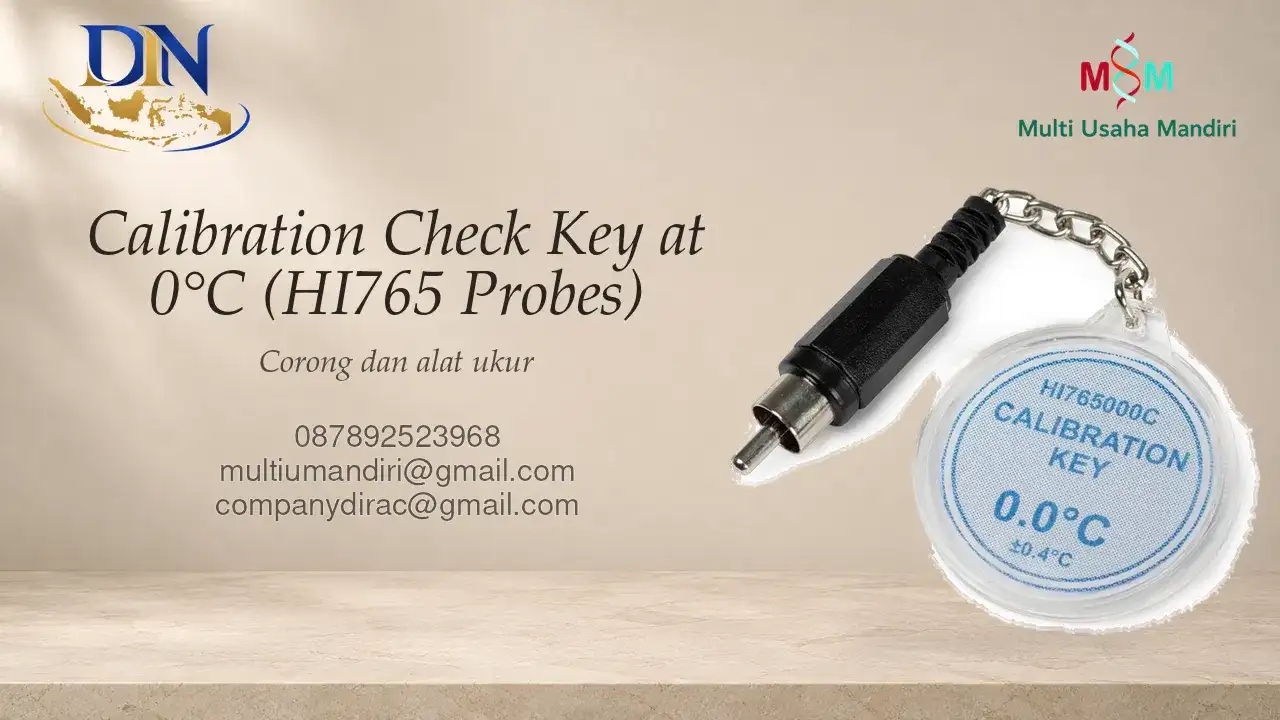 DN
M M
Multi Usaha Mandiri
Calibration Check Key at
0°C (HI765 Probes)
Corong dan alat ukur
087892523968
multiumandiri@gmail.com
companydirac@gmail.com
HI765000C
CALIBRATION
KEY
0.0°C
±0.4°C